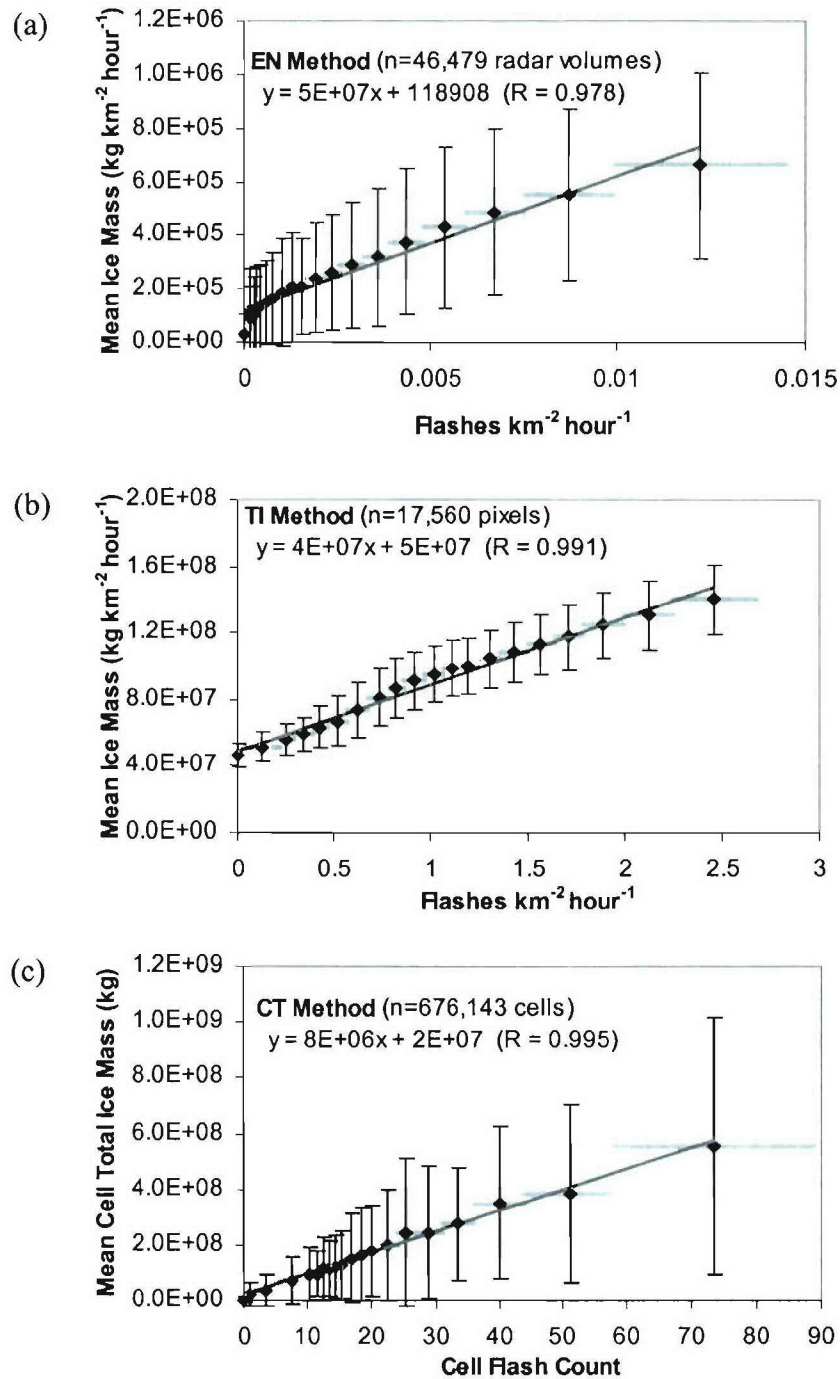 (a)
1.2E+06
1.0E+06
8.0E+05
6.0E+05
4.0E+05
2.0E+05
0.0E+00
Mean Ice Mass (kg km-2 hour-1)
EN Method (n=46,479 radar volumes)
y = 5E+07x + 118908 (R = 0.978)
0 0.005 0.01 0.015
Flashes km-2 hour-1
(b)
2.0E+08
1.6E+08
1.2E+08
8.0E+07
4.0E+07
0.0E+00
Mean Ice Mass (kg km-2 hour-1)
TI Method (n=17,560 pixels)
y = 4E+07x + 5E+07 (R = 0.991)
0 0.5 1 1.5 2 2.5 3
Flashes km-2 hour-1
(c)
1.2E+09
1.0E+09
8.0E+08
6.0E+08
4.0E+08
2.0E+08
0.0E+00
Mean Cell Total Ice Mass (kg)
CT Method (n=676,143 cells)
y = 8E+06x + 2E+07 (R = 0.995)
0 10 20 30 40 50 60 70 80 90
Cell Flash Count